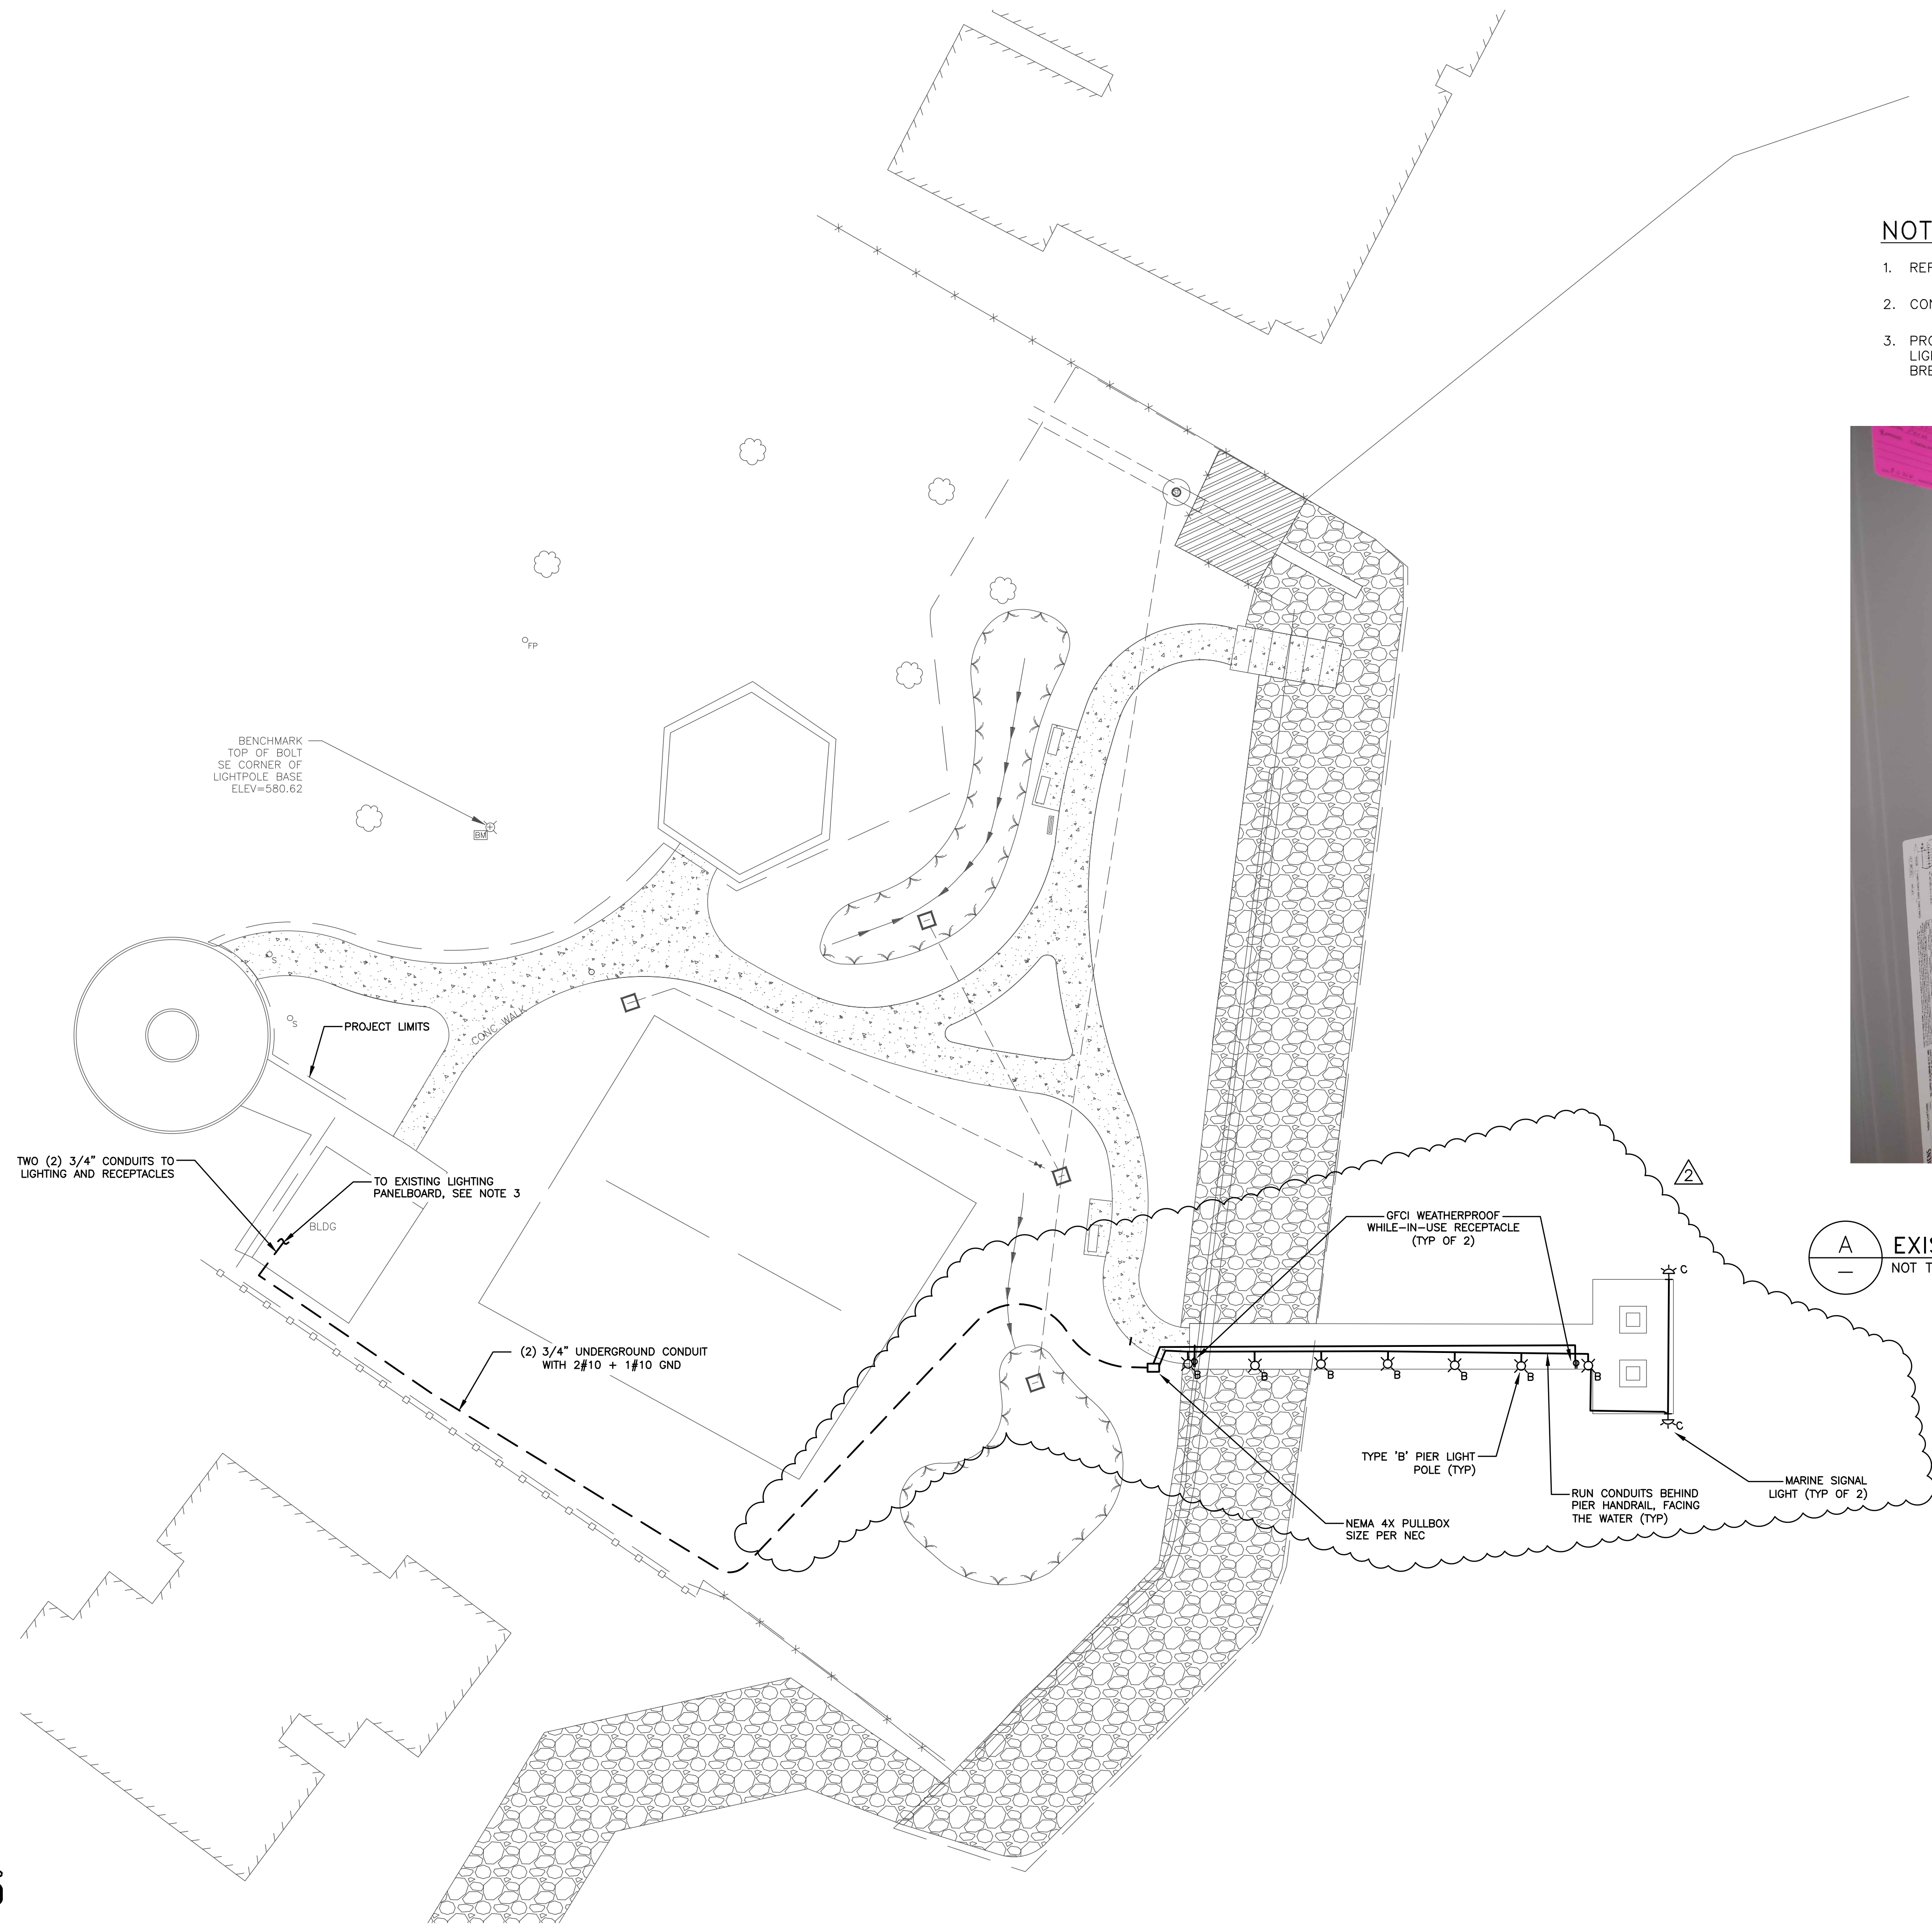 NOT
1. REF
2. CON
3. PRO
LIGH
BRE
FP
BENCHMARK
TOP OF BOLT
SE CORNER OF
LIGHTPOLE BASE
ELEV=580.62
BM
S
S
PROJECT LIMITS
CONC WALK
TWO (2) 3/4" CONDUITS TO
LIGHTING AND RECEPTACLES
TO EXISTING LIGHTING
PANELBOARD, SEE NOTE 3
BLDG
2
GFCI WEATHERPROOF
WHILE-IN-USE RECEPTACLE
(TYP OF 2)
A
EXIS
NOT T
C
(2) 3/4" UNDERGROUND CONDUIT
WITH 2#10 + 1#10 GND
B B B B B B B
C
TYPE 'B' PIER LIGHT
POLE (TYP)
MARINE SIGNAL
LIGHT (TYP OF 2)
RUN CONDUITS BEHIND
PIER HANDRAIL, FACING
THE WATER (TYP)
NEMA 4X PULLBOX
SIZE PER NEC